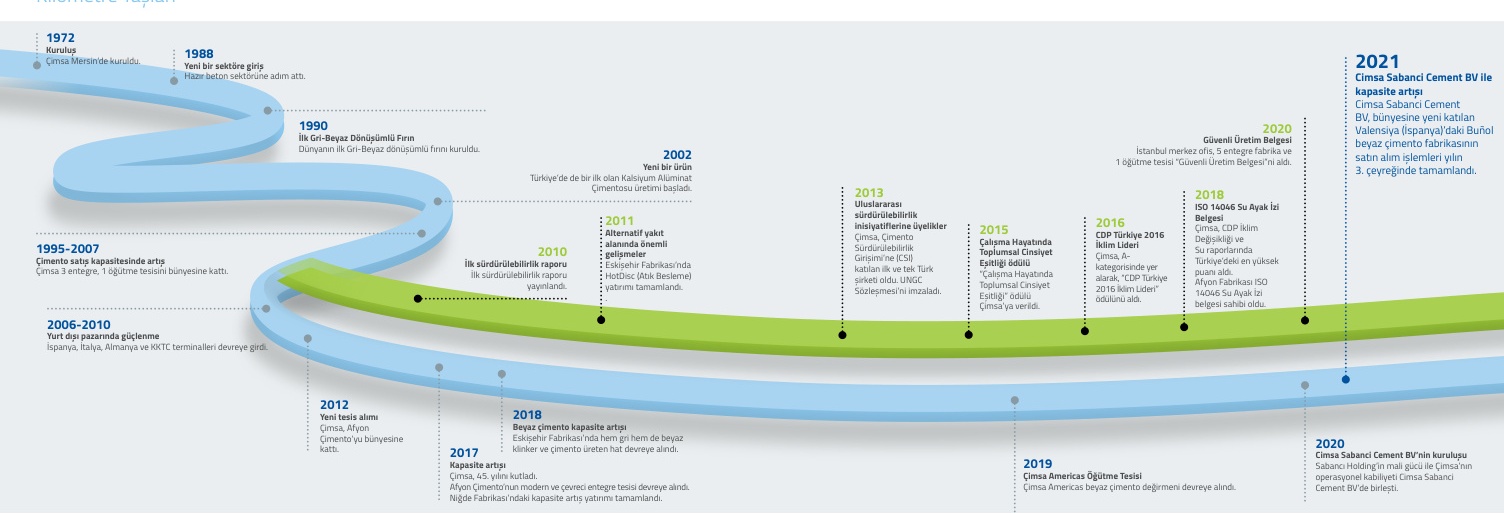 Kilometre Taşları
1972
Kuruluş
Çimsa Mersin'de kuruldu.
1988
Yeni bir sektöre giriş
Hazır beton sektörüne adım attı.
1990
İlk Gri-Beyaz Dönüşümlü Fırın
Dünyanın ilk Gri-Beyaz dönüşümlü fırını kuruldu.
2002
Yeni bir ürün
Türkiye'de de bir ilk olan Kalsiyum Alüminat
Çimentosu üretimi başladı.
1995-2007
Çimento satış kapasitesinde artış
Çimsa 3 entegre, 1 öğütme tesisini bünyesine kattı.
2006-2010
Yurt dışı pazarında güçlenme
İspanya, İtalya, Almanya ve KKTC terminalleri devreye girdi.
2010
İlk sürdürülebilirlik raporu
İlk sürdürülebilirlik raporu
yayınlandı.
2011
Alternatif yakıt
alanında önemli
gelişmeler
Eskişehir Fabrikası'nda
HotDisc (Atık Besleme)
yatırımı tamamlandı.
.
2012
Yeni tesis alımı
Çimsa, Afyon
Çimento'yu bünyesine
kattı.
2017
Kapasite artışı
Çimsa, 45. yılını kutladı.
Afyon Çimento'nun modern ve çevreci entegre tesisi devreye alındı.
Niğde Fabrikası'ndaki kapasite artış yatırımı tamamlandı.
2018
Beyaz çimento kapasite artışı
Eskişehir Fabrikası'nda hem gri hem de beyaz
klinker ve çimento üreten hat devreye alındı.
2013
Uluslararası
sürdürülebilirlik
inisiyatiflerine üyelikler
Çimsa, Çimento
Sürdürülebilirlik
Girişimi'ne (CSI)
katılan ilk ve tek Türk
şirketi oldu. UNGC
Sözleşmesi'ni imzaladı.
2015
Çalışma Hayatında
Toplumsal Cinsiyet
Eşitliği ödülü
"Çalışma Hayatında
Toplumsal Cinsiyet
Eşitliği" ödülü
Çimsa'ya verildi.
2016
CDP Türkiye 2016
İklim Lideri
Çimsa, A-
kategorisinde yer
alarak, "CDP Türkiye
2016 İklim Lideri"
ödülünü aldı.
2018
ISO 14046 Su Ayak İzi
Belgesi
Çimsa, CDP İklim
Değişikliği ve
Su raporlarında
Türkiye'deki en yüksek
puanı aldı.
Afyon Fabrikası ISO
14046 Su Ayak İzi
belgesi sahibi oldu.
2020
Güvenli Üretim Belgesi
İstanbul merkez ofis, 5 entegre fabrika ve
1 öğütme tesisi "Güvenli Üretim Belgesi"ni aldı.
2021
Cimsa Sabanci Cement BV ile
kapasite artışı
Cimsa Sabanci Cement
BV, bünyesine yeni katılan
Valensiya (İspanya)'daki Buñol
beyaz çimento fabrikasının
satın alım işlemleri yılın
3. çeyreğinde tamamlandı.
2019
Çimsa Americas Öğütme Tesisi
Çimsa Americas beyaz çimento değirmeni devreye alındı.
2020
Cimsa Sabanci Cement BV'nin kuruluşu
Sabancı Holding'in mali gücü ile Çimsa'nın
operasyonel kabiliyeti Cimsa Sabanci
Cement BV'de birleşti.